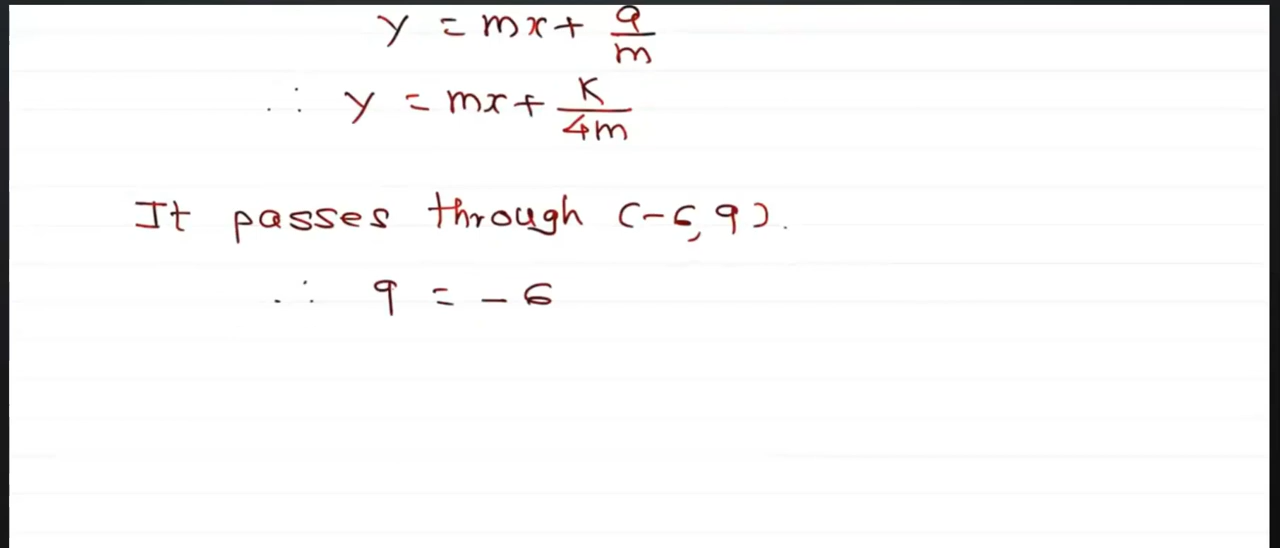 y = mx + a/m
∴ y = mx + k/4m
It passes through (-6, 9).
∴ 9 = -6